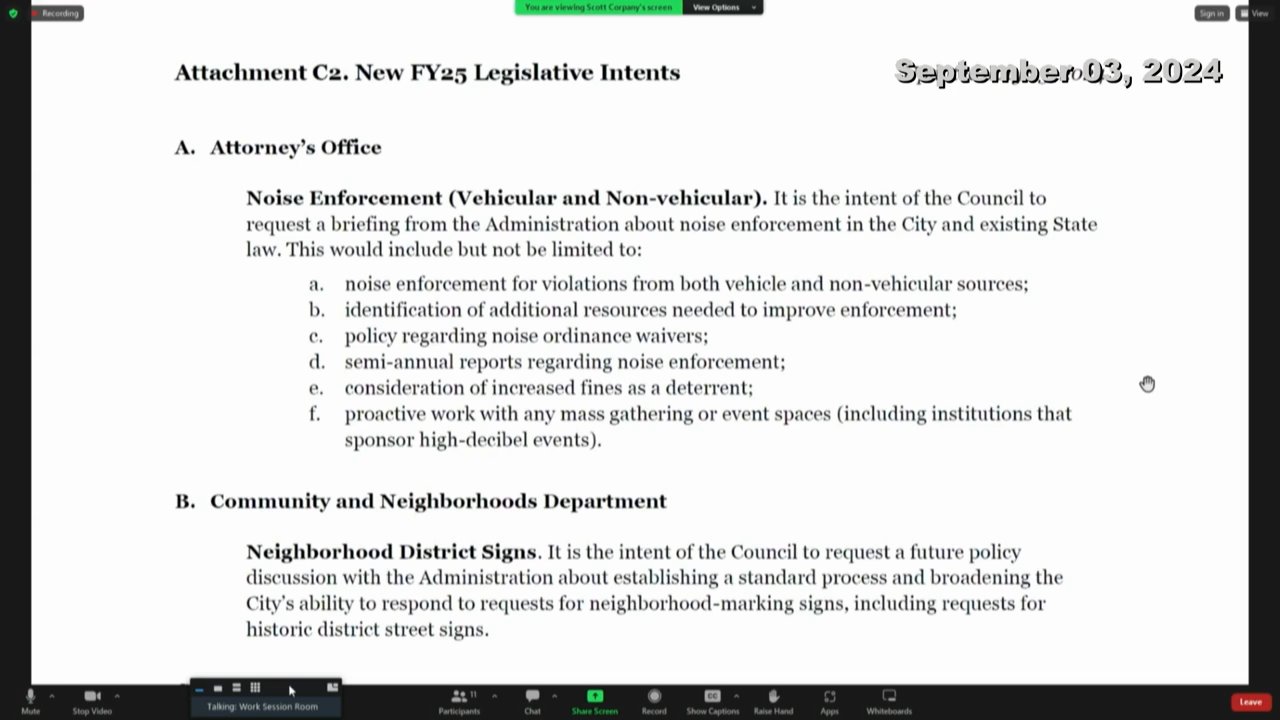 Recording
You are viewing Scott Corpany's screen
View Options
Sign in
View
Attachment C2. New FY25 Legislative Intents
September 03, 2024
A. Attorney's Office
Noise Enforcement (Vehicular and Non-vehicular). It is the intent of the Council to
request a briefing from the Administration about noise enforcement in the City and existing State
law. This would include but not be limited to:
a. noise enforcement for violations from both vehicle and non-vehicular sources;
b. identification of additional resources needed to improve enforcement;
c. policy regarding noise ordinance waivers;
d. semi-annual reports regarding noise enforcement;
e. consideration of increased fines as a deterrent;
f. proactive work with any mass gathering or event spaces (including institutions that
sponsor high-decibel events).
B. Community and Neighborhoods Department
Neighborhood District Signs. It is the intent of the Council to request a future policy
discussion with the Administration about establishing a standard process and broadening the
City's ability to respond to requests for neighborhood-marking signs, including requests for
historic district street signs.
Talking: Work Session Room
Mute
Stop Video
11
Participants
Chat
Share Screen
Record
CC
Show Captions
Raise Hand
Apps
Whiteboards
Leave